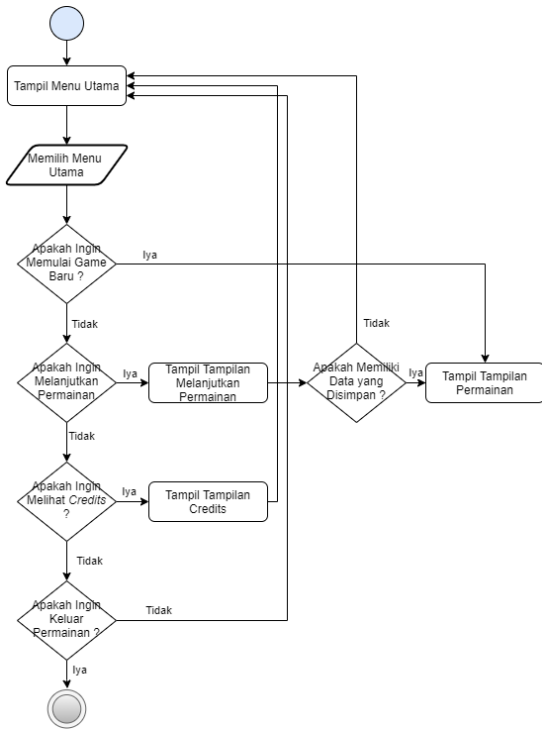 Tampil Menu Utama
Memilih Menu
Utama
Apakah Ingin
Memulai Game
Baru ?
Iya
Tidak
Apakah Ingin
Melanjutkan
Permainan
Iya
Tampil Tampilan
Melanjutkan
Permainan
Tidak
Apakah Memiliki
Data yang
Disimpan ?
Iya
Tampil Tampilan
Permainan
Tidak
Apakah Ingin
Melihat Credits
?
Iya
Tampil Tampilan
Credits
Tidak
Apakah Ingin
Keluar
Permainan ?
Tidak
Iya